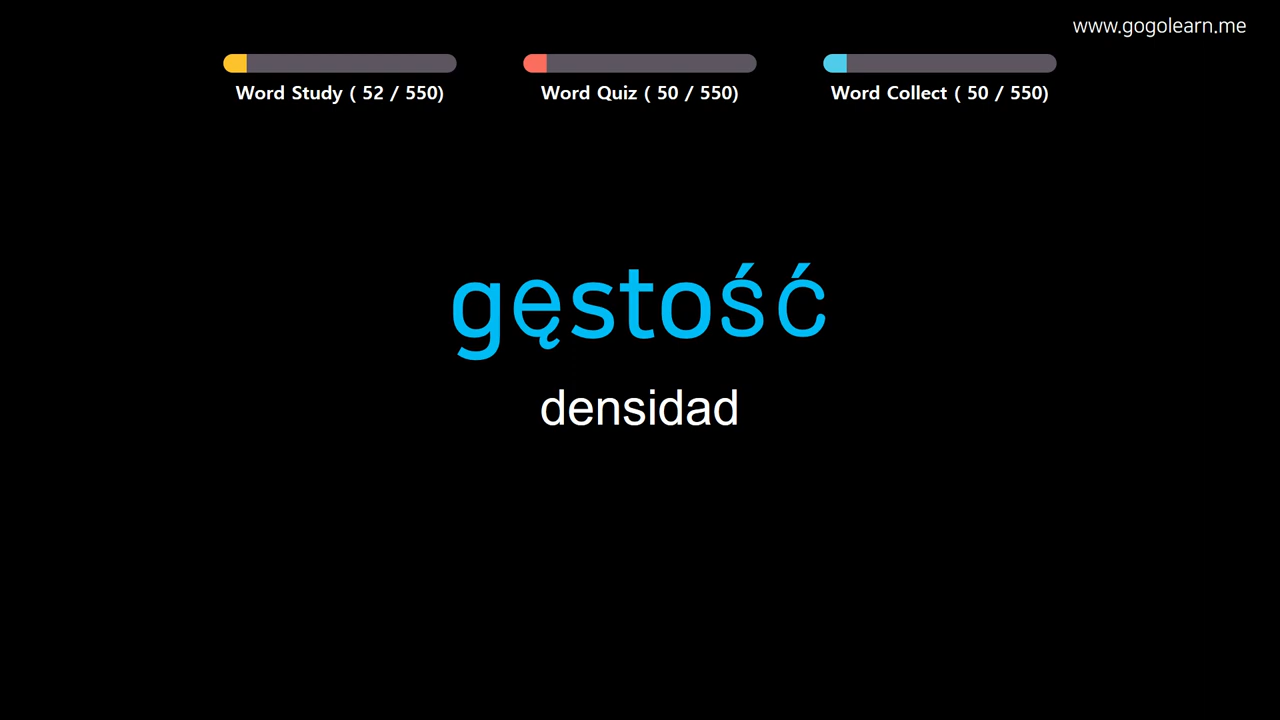 www.gogolearn.me
Word Study ( 52 / 550)
Word Quiz ( 50 / 550)
Word Collect ( 50 / 550)
gęstość
densidad